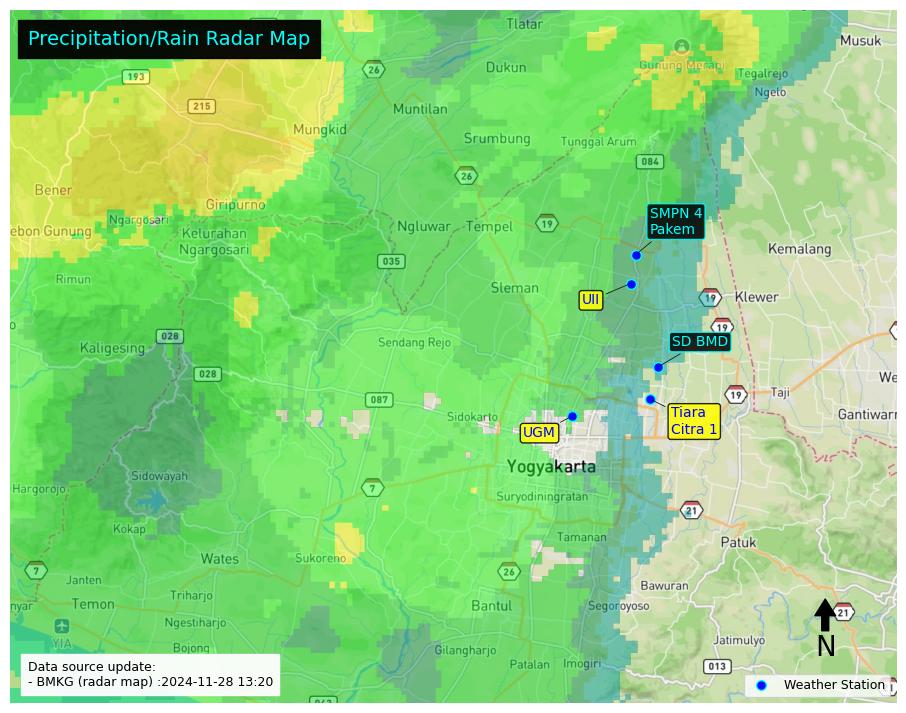 Precipitation/Rain Radar Map
Tlatar
Musuk
Dukun
26
193
Gunung Merapi
Tegalrejo
Ngelo
215
Muntilan
Mungkid
Srumbung
Tunggal Arum
084
26
Bener
Giripurno
Ngargosari
ebon Gunung
Kelurahan
Ngargosari
Ngluwar
Tempel
19
SMPN 4
Pakem
Kemalang
035
Rimun
Sleman
UII
19
Klewer
19
028
Kaligesing
Sendang Rejo
SD BMD
028
087
Sidokarto
19
Taji
We
Gantiwarn
Tiara
Citra 1
UGM
Yogyakarta
Sidowayah
Hargorojo
7
Suryodiningratan
21
Kokap
Tamanan
Patuk
Wates
Sukoreno
7
26
Janten
Bawuran
Triharjo
nyar
Temon
Bantul
Segoroyoso
21
Ngestiharjo
YIA
Bojong
Gilangharjo
Jatimulyo
N
Patalan
Imogiri
013
Data source update:
- BMKG (radar map) :2024-11-28 13:20
Weather Station